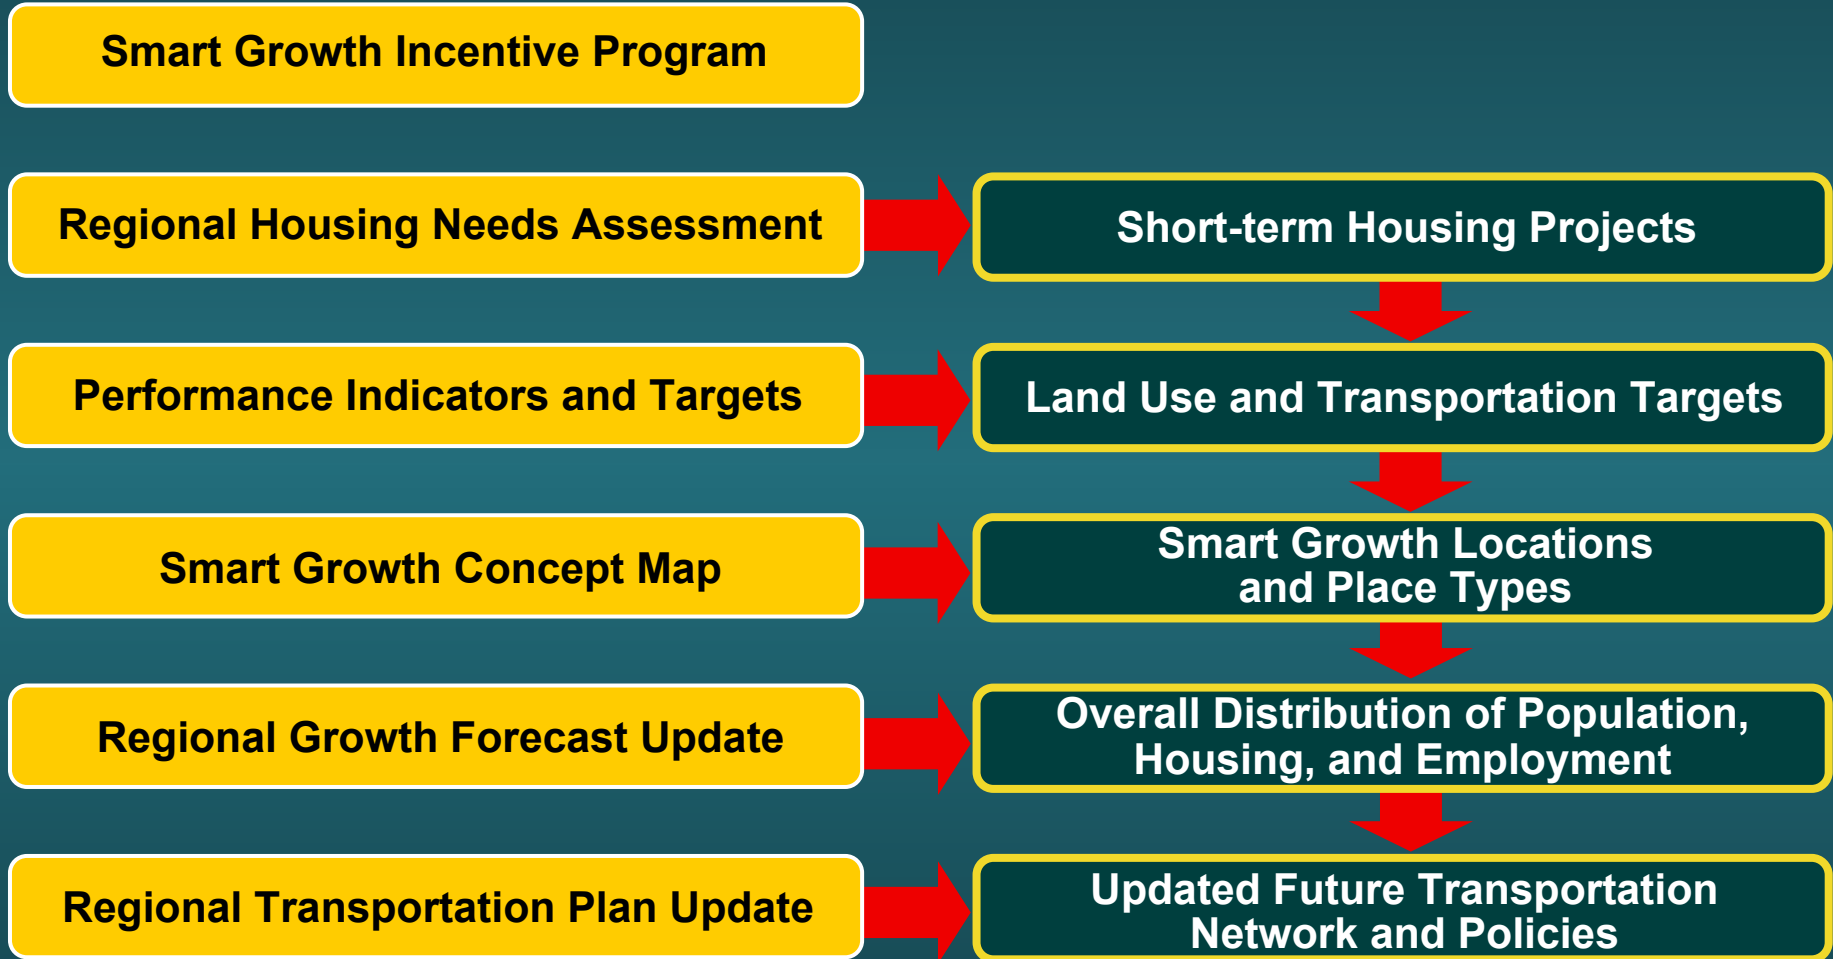 Smart Growth Incentive Program
Regional Housing Needs Assessment
Short-term Housing Projects
Performance Indicators and Targets
Land Use and Transportation Targets
Smart Growth Concept Map
Smart Growth Locations
and Place Types
Regional Growth Forecast Update
Overall Distribution of Population,
Housing, and Employment
Regional Transportation Plan Update
Updated Future Transportation
Network and Policies